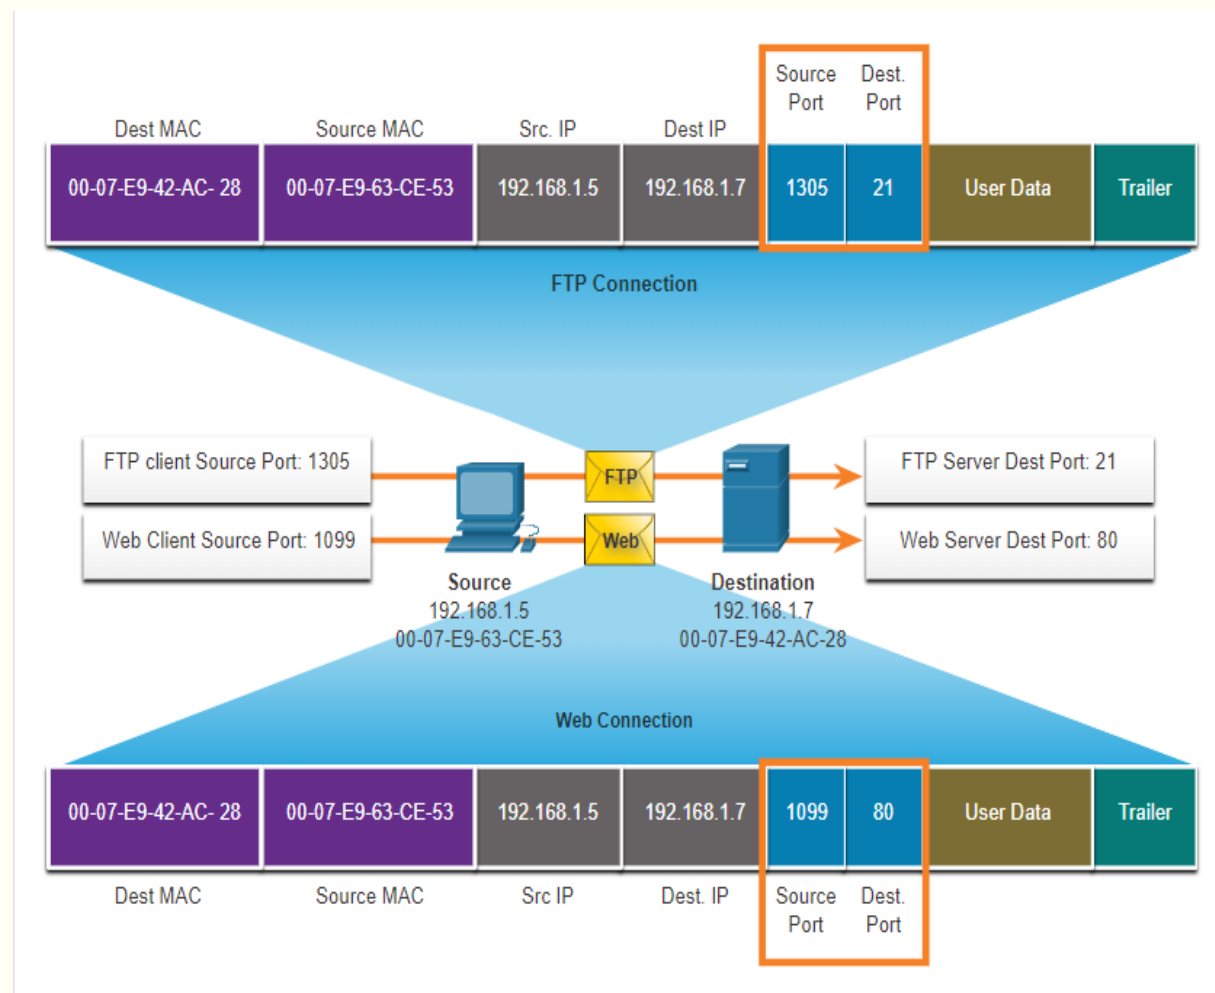 Source Dest.
Port Port
Dest MAC Source MAC Src. IP Dest IP
00-07-E9-42-AC- 28 00-07-E9-63-CE-53 192.168.1.5 192.168.1.7 1305 21 User Data Trailer
FTP Connection
FTP client Source Port: 1305 FTP FTP Server Dest Port: 21
Web Client Source Port: 1099 Web Web Server Dest Port: 80
Source Destination
192.168.1.5 192.168.1.7
00-07-E9-63-CE-53 00-07-E9-42-AC-28
Web Connection
00-07-E9-42-AC- 28 00-07-E9-63-CE-53 192.168.1.5 192.168.1.7 1099 80 User Data Trailer
Dest MAC Source MAC Src IP Dest. IP Source Dest.
Port Port